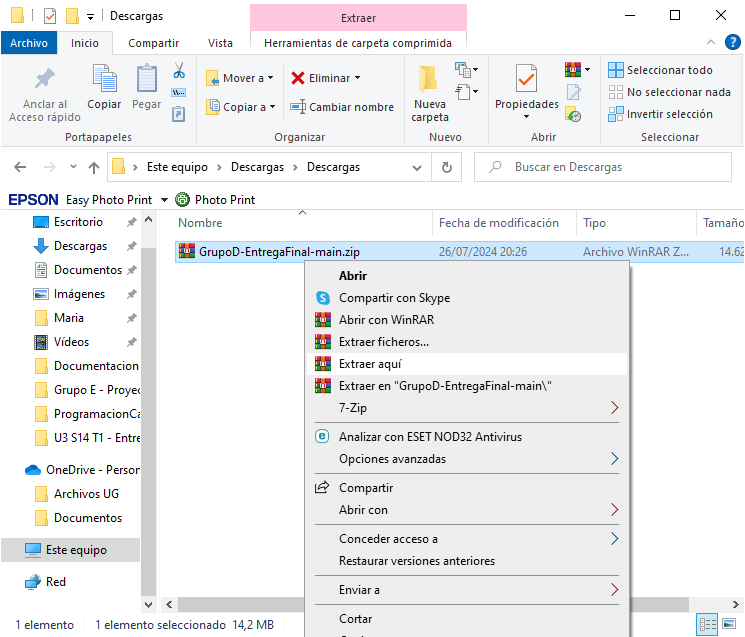 Descargas
Extraer
Archivo
Inicio
Compartir
Vista
Herramientas de carpeta comprimida
Anclar al
Acceso rápido
Copiar
Pegar
W...
Portapapeles
Mover a
Copiar a
Eliminar
Cambiar nombre
Organizar
Nueva
carpeta
Nuevo
Propiedades
Abrir
Seleccionar todo
No seleccionar nada
Invertir selección
Seleccionar
Este equipo > Descargas > Descargas
Buscar en Descargas
EPSON Easy Photo Print Photo Print
Nombre
Fecha de modificación
Tipo
Tamaño
GrupoD-EntregaFinal-main.zip
26/07/2024 20:26
Archivo WinRAR Z...
14.62
Escritorio
Descargas
Documentos
Imágenes
Maria
Vídeos
Documentacion
Grupo E - Proyec
ProgramacionCa
U3 S14 T1 - Entre
OneDrive - Person
Archivos UG
Documentos
Este equipo
Red
Abrir
Compartir con Skype
Abrir con WinRAR
Extraer ficheros...
Extraer aquí
Extraer en "GrupoD-EntregaFinal-main\"
7-Zip
Analizar con ESET NOD32 Antivirus
Opciones avanzadas
Compartir
Abrir con
Conceder acceso a
Restaurar versiones anteriores
Enviar a
Cortar
1 elemento
1 elemento seleccionado 14,2 MB